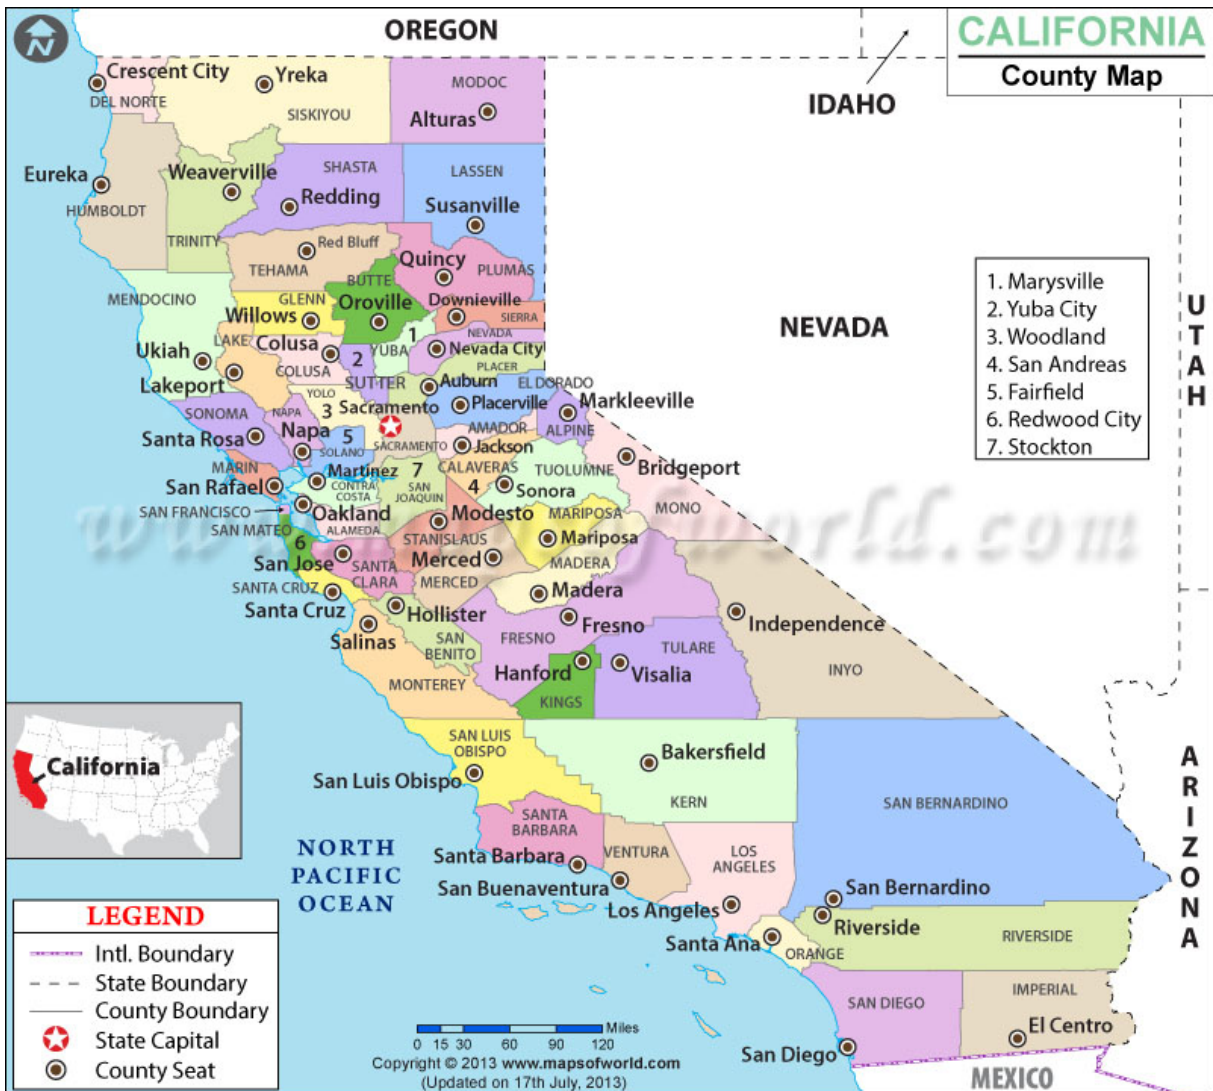 N
OREGON
CALIFORNIA
County Map
IDAHO
NEVADA
UTAH
ARIZONA
MEXICO
Crescent City
DEL NORTE
Yreka
SISKIYOU
MODOC
Alturas
Eureka
HUMBOLDT
Weaverville
TRINITY
SHASTA
Redding
LASSEN
Susanville
Red Bluff
TEHAMA
BUTTE
Oroville
Quincy
PLUMAS
MENDOCINO
Ukiah
GLENN
Willows
Downieville
SIERRA
LAKE
Lakeport
Colusa
COLUSA
1
2
YUBA
SUTTER
NEVADA
Nevada City
PLACER
Auburn
EL DORADO
Placerville
Markleeville
ALPINE
SONOMA
Santa Rosa
NAPA
Napa
YOLO
3
Sacramento
SACRAMENTO
5
SOLANO
AMADOR
Jackson
CALAVERAS
4
TUOLUMNE
Sonora
Bridgeport
MONO
MARIN
San Rafael
Martinez
CONTRA
COSTA
7
SAN
JOAQUIN
SAN FRANCISCO
Oakland
ALAMEDA
SAN MATEO
6
Modesto
STANISLAUS
MARIPOSA
Mariposa
San Jose
SANTA
CLARA
Merced
MERCED
MADERA
Madera
SANTA CRUZ
Santa Cruz
Hollister
SAN
BENITO
Salinas
MONTEREY
FRESNO
Fresno
Independence
INYO
Hanford
KINGS
TULARE
Visalia
SAN LUIS
OBISPO
San Luis Obispo
Bakersfield
KERN
SAN BERNARDINO
San Bernardino
SANTA
BARBARA
Santa Barbara
VENTURA
San Buenaventura
LOS
ANGELES
Los Angeles
Santa Ana
ORANGE
Riverside
RIVERSIDE
SAN DIEGO
San Diego
IMPERIAL
El Centro
1. Marysville
2. Yuba City
3. Woodland
4. San Andreas
5. Fairfield
6. Redwood City
7. Stockton
www.mapsofworld.com
California
NORTH
PACIFIC
OCEAN
LEGEND
Intl. Boundary
State Boundary
County Boundary
State Capital
County Seat
Miles
0 15 30 60 90 120
Copyright © 2013 www.mapsofworld.com
(Updated on 17th July, 2013)